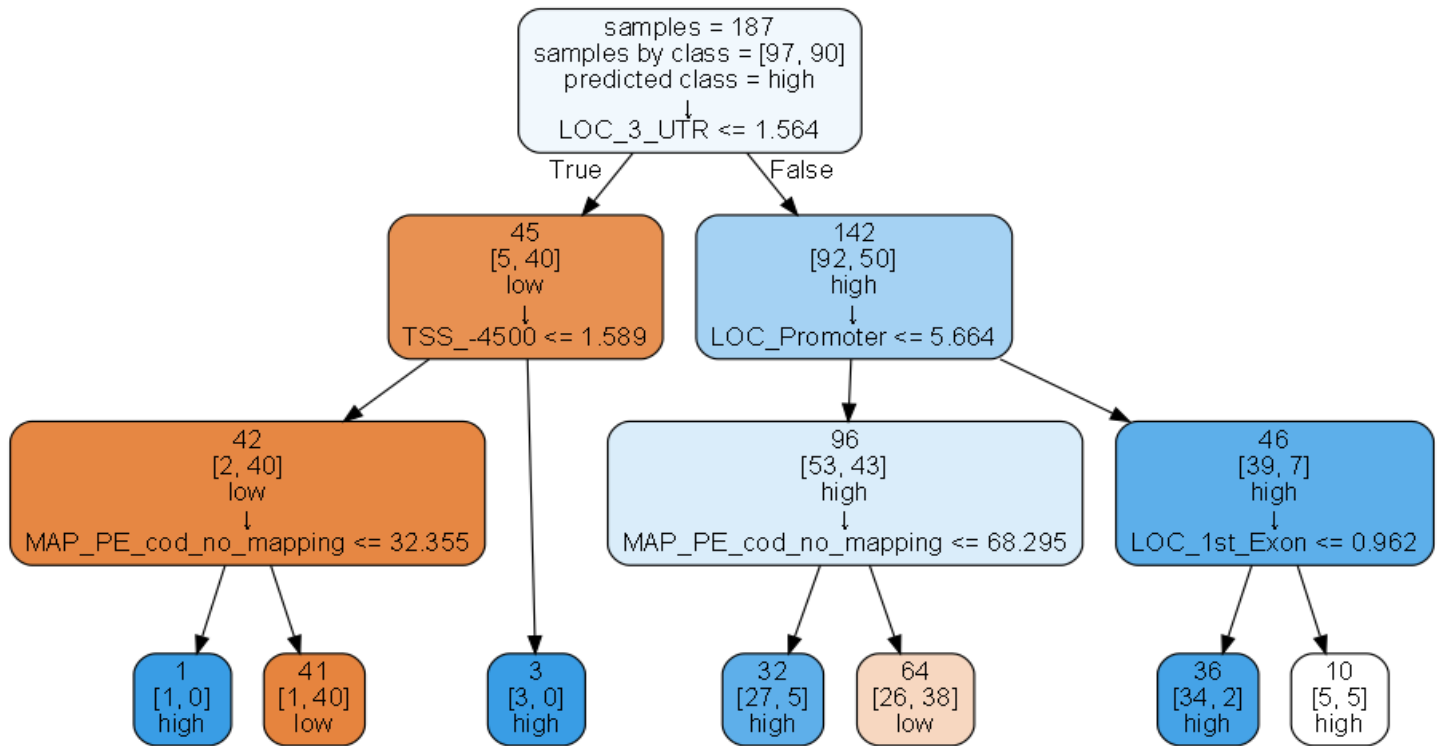 samples = 187
samples by class = [97, 90]
predicted class = high
↓
LOC_3_UTR <= 1.564
True
False
45
[5, 40]
low
↓
TSS_-4500 <= 1.589
142
[92, 50]
high
↓
LOC_Promoter <= 5.664
42
[2, 40]
low
↓
MAP_PE_cod_no_mapping <= 32.355
96
[53, 43]
high
↓
MAP_PE_cod_no_mapping <= 68.295
46
[39, 7]
high
↓
LOC_1st_Exon <= 0.962
1
[1, 0]
high
41
[1, 40]
low
3
[3, 0]
high
32
[27, 5]
high
64
[26, 38]
low
36
[34, 2]
high
10
[5, 5]
high